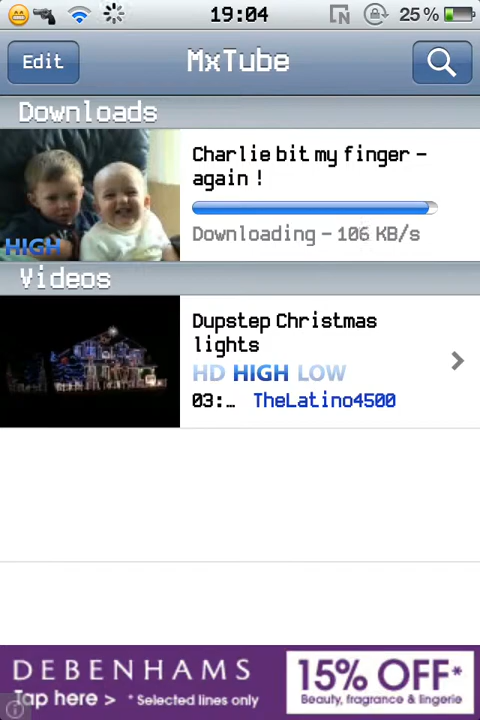 19:04
25%
Edit
MxTube
Downloads
Charlie bit my finger -
again !
HIGH
Downloading - 106 KB/s
Videos
Dupstep Christmas
lights
HD HIGH LOW
03:… TheLatino4500
DEBENHAMS
Tap here > *Selected lines only
15% OFF*
Beauty, fragrance & lingerie